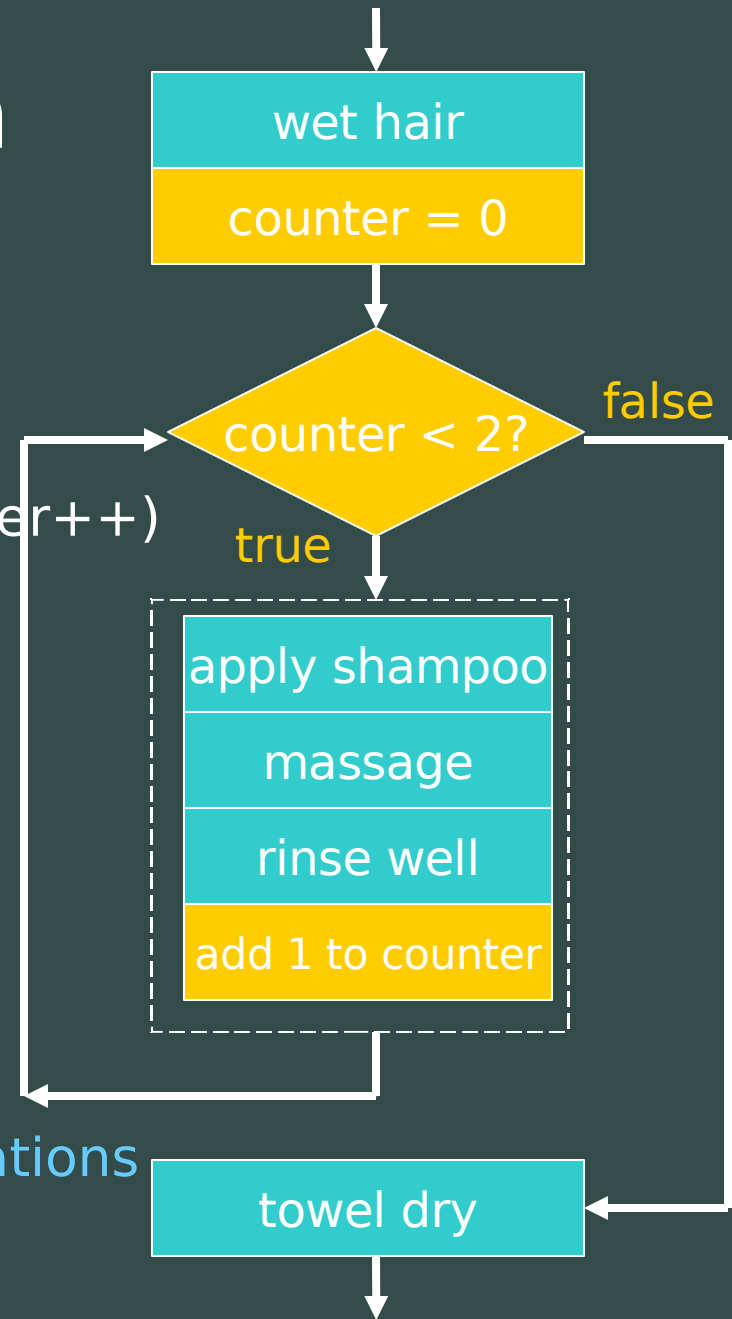 wet hair
counter = 0
counter < 2?
false
er++)
true
apply shampoo
massage
rinse well
add 1 to counter
ations
towel dry